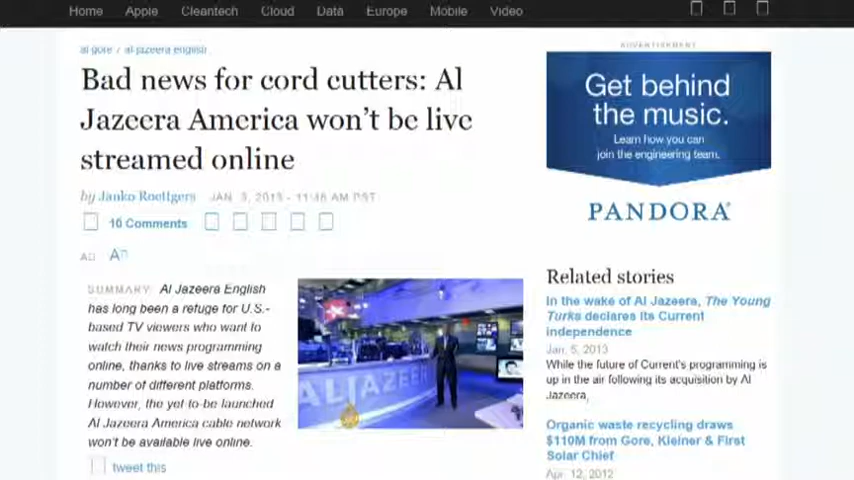 Home Apple Cleantech Cloud Data Europe Mobile Video
al gore / al jazeera english
Bad news for cord cutters: Al
Jazeera America won't be live
streamed online
by Janko Roettgers JAN. 3, 2013 - 11:46 AM PST
10 Comments
SUMMARY: Al Jazeera English
has long been a refuge for U.S.-
based TV viewers who want to
watch their news programming
online, thanks to live streams on a
number of different platforms.
However, the yet-to-be launched
Al Jazeera America cable network
won't be available live online.
tweet this
ALJAZEER
ADVERTISEMENT
Get behind
the music.
Learn how you can
join the engineering team.
PANDORA
Related stories
In the wake of Al Jazeera, The Young
Turks declares its Current
independence
Jan. 5, 2013
While the future of Current's programming is
up in the air following its acquisition by Al
Jazeera,
Organic waste recycling draws
$110M from Gore, Kleiner & First
Solar Chief
Apr. 12, 2012